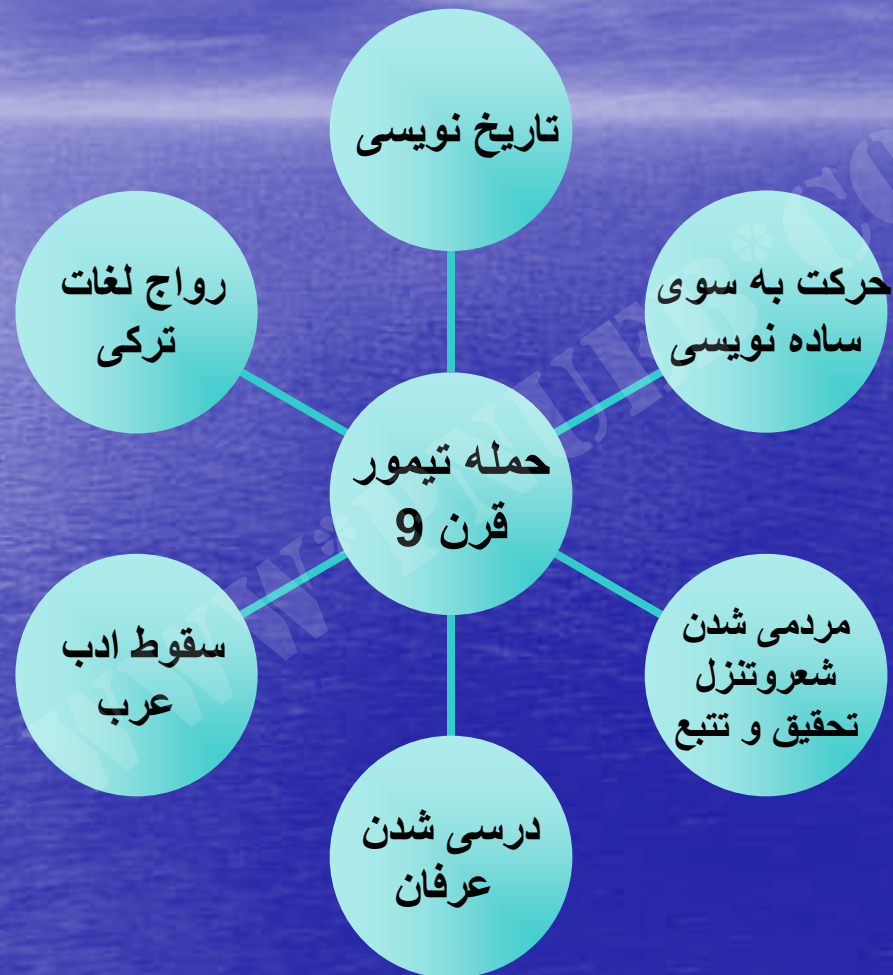 تاریخ نویسی
حرکت به سوی
ساده نویسی
مردمی شدن
شعروتنزل
تحقیق و تتبع
درسی شدن
عرفان
سقوط ادب
عرب
رواج لغات
ترکی
حمله تیمور
قرن 9